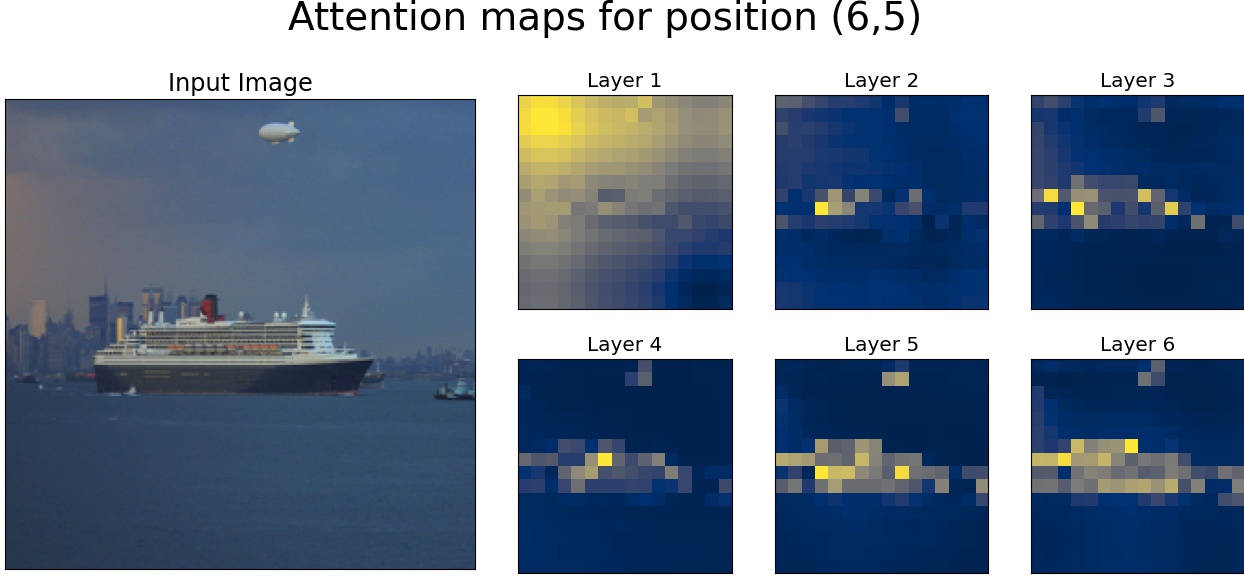 Attention maps for position (6,5)
Input Image
Layer 1
Layer 2
Layer 3
Layer 4
Layer 5
Layer 6